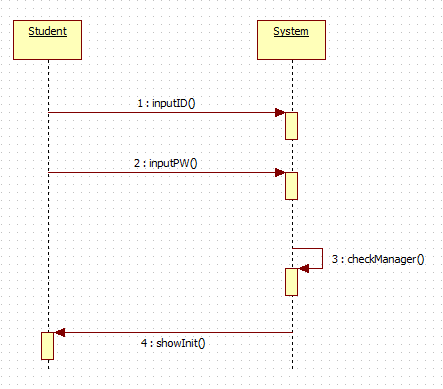 Student
System
1 : inputID()
2 : inputPW()
3 : checkManager()
4 : showInit()